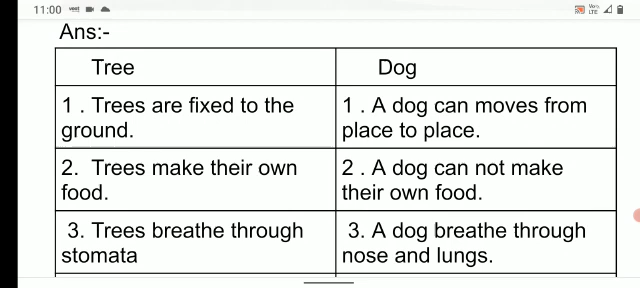 11:00
Ans:-
Tree
Dog
1 . Trees are fixed to the
ground.
1 . A dog can moves from
place to place.
2. Trees make their own
food.
2 . A dog can not make
their own food.
3. Trees breathe through
stomata
3. A dog breathe through
nose and lungs.